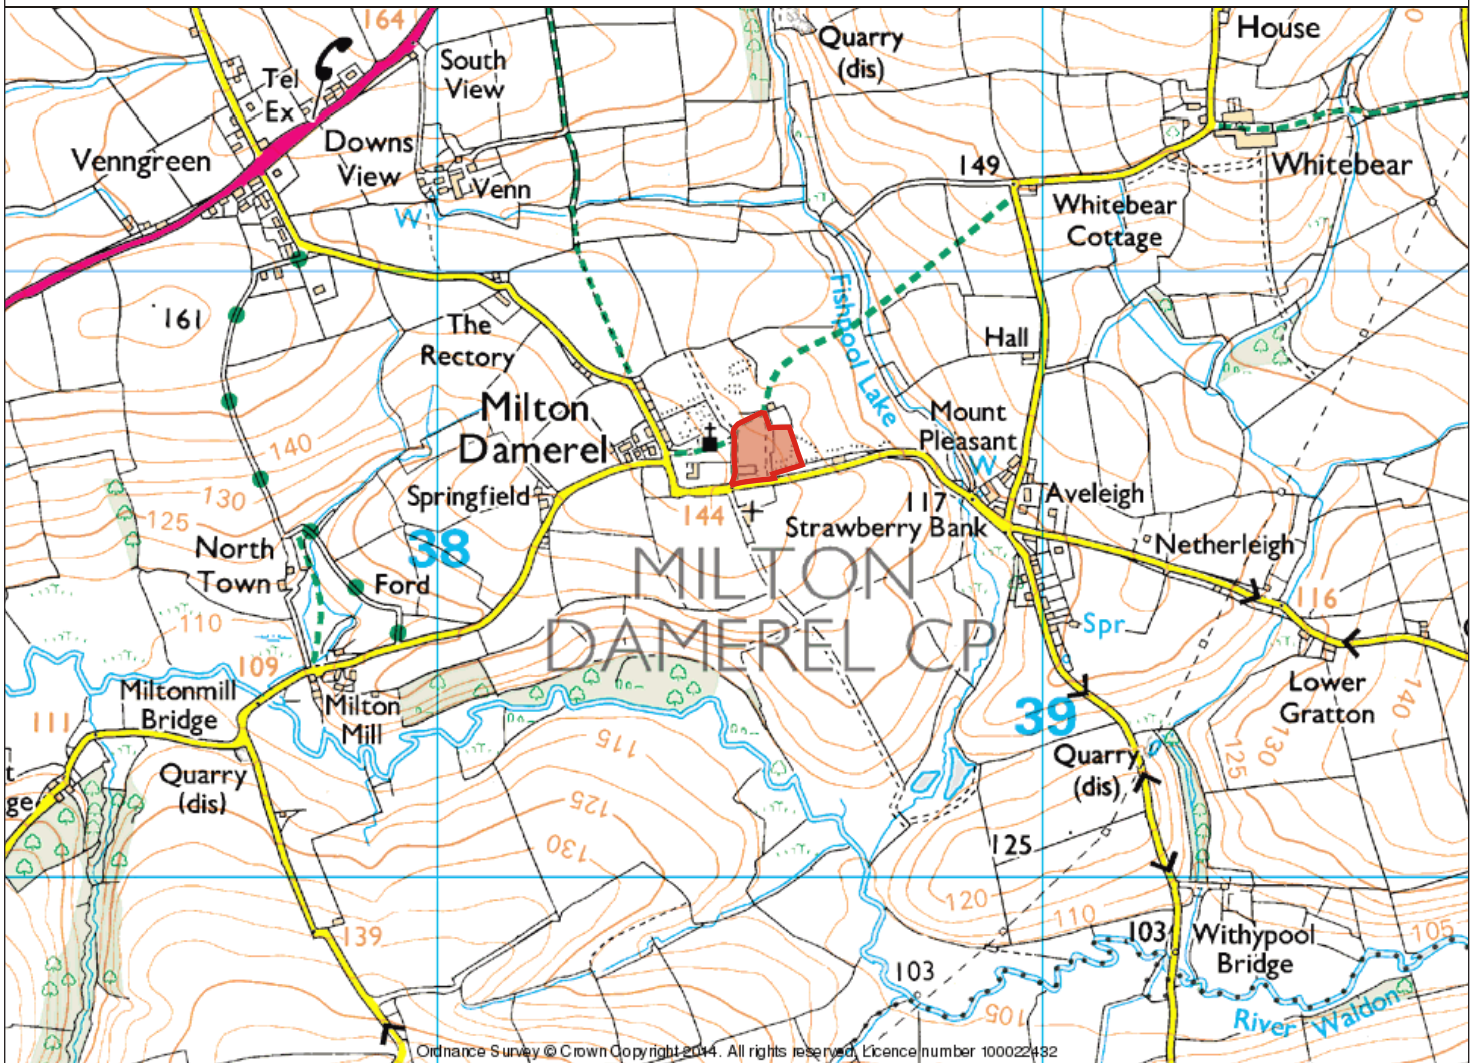 164
Tel
Ex
South
View
Quarry
(dis)
House
Venngreen
Downs
View
Venn
W
149
Whitebear
Whitebear
Cottage
161
The
Rectory
Fishpool Lake
Hall
Milton
Damerel
Mount
Pleasant
W
140
130
125
Springfield
144
117
Aveleigh
Strawberry Bank
38
North
Town
Ford
MILTON
DAMEREL CP
Netherleigh
116
110
Spr
109
Miltonmill
Bridge
Milton
Mill
111
Lower
Gratton
140
39
130
125
Quarry
(dis)
Quarry
(dis)
t
ge
115
125
130
125
120
110
139
103
Withypool
Bridge
105
103
105
River Waldon
Ordnance Survey © Crown Copyright 2014. All rights reserved. Licence number 100022432